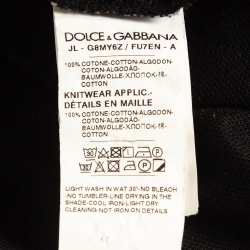 DOLCE & GABBANA
JL - G8MY6Z / FU7EN - A
100% COTONE-COTTON-ALGODON-
COTON-ALGODÃO-
BAUMWOLLE-ХЛОПОК-棉-
COTTON
KNITWEAR APPLIC.-
DÉTAILS EN MAILLE
100% COTONE-COTTON-ALGODON-
COTON-ALGODÃO-
BAUMWOLLE-ХЛОПОК-棉-
COTTON
30
P
30
LIGHT WASH IN WAT.30°-NO BLEACH
-NO TUMBLER-LINE DRYING IN THE
SHADE-COOL IRON-LIGHT DRY
CLEANING-NOT IRON ON DETAILS